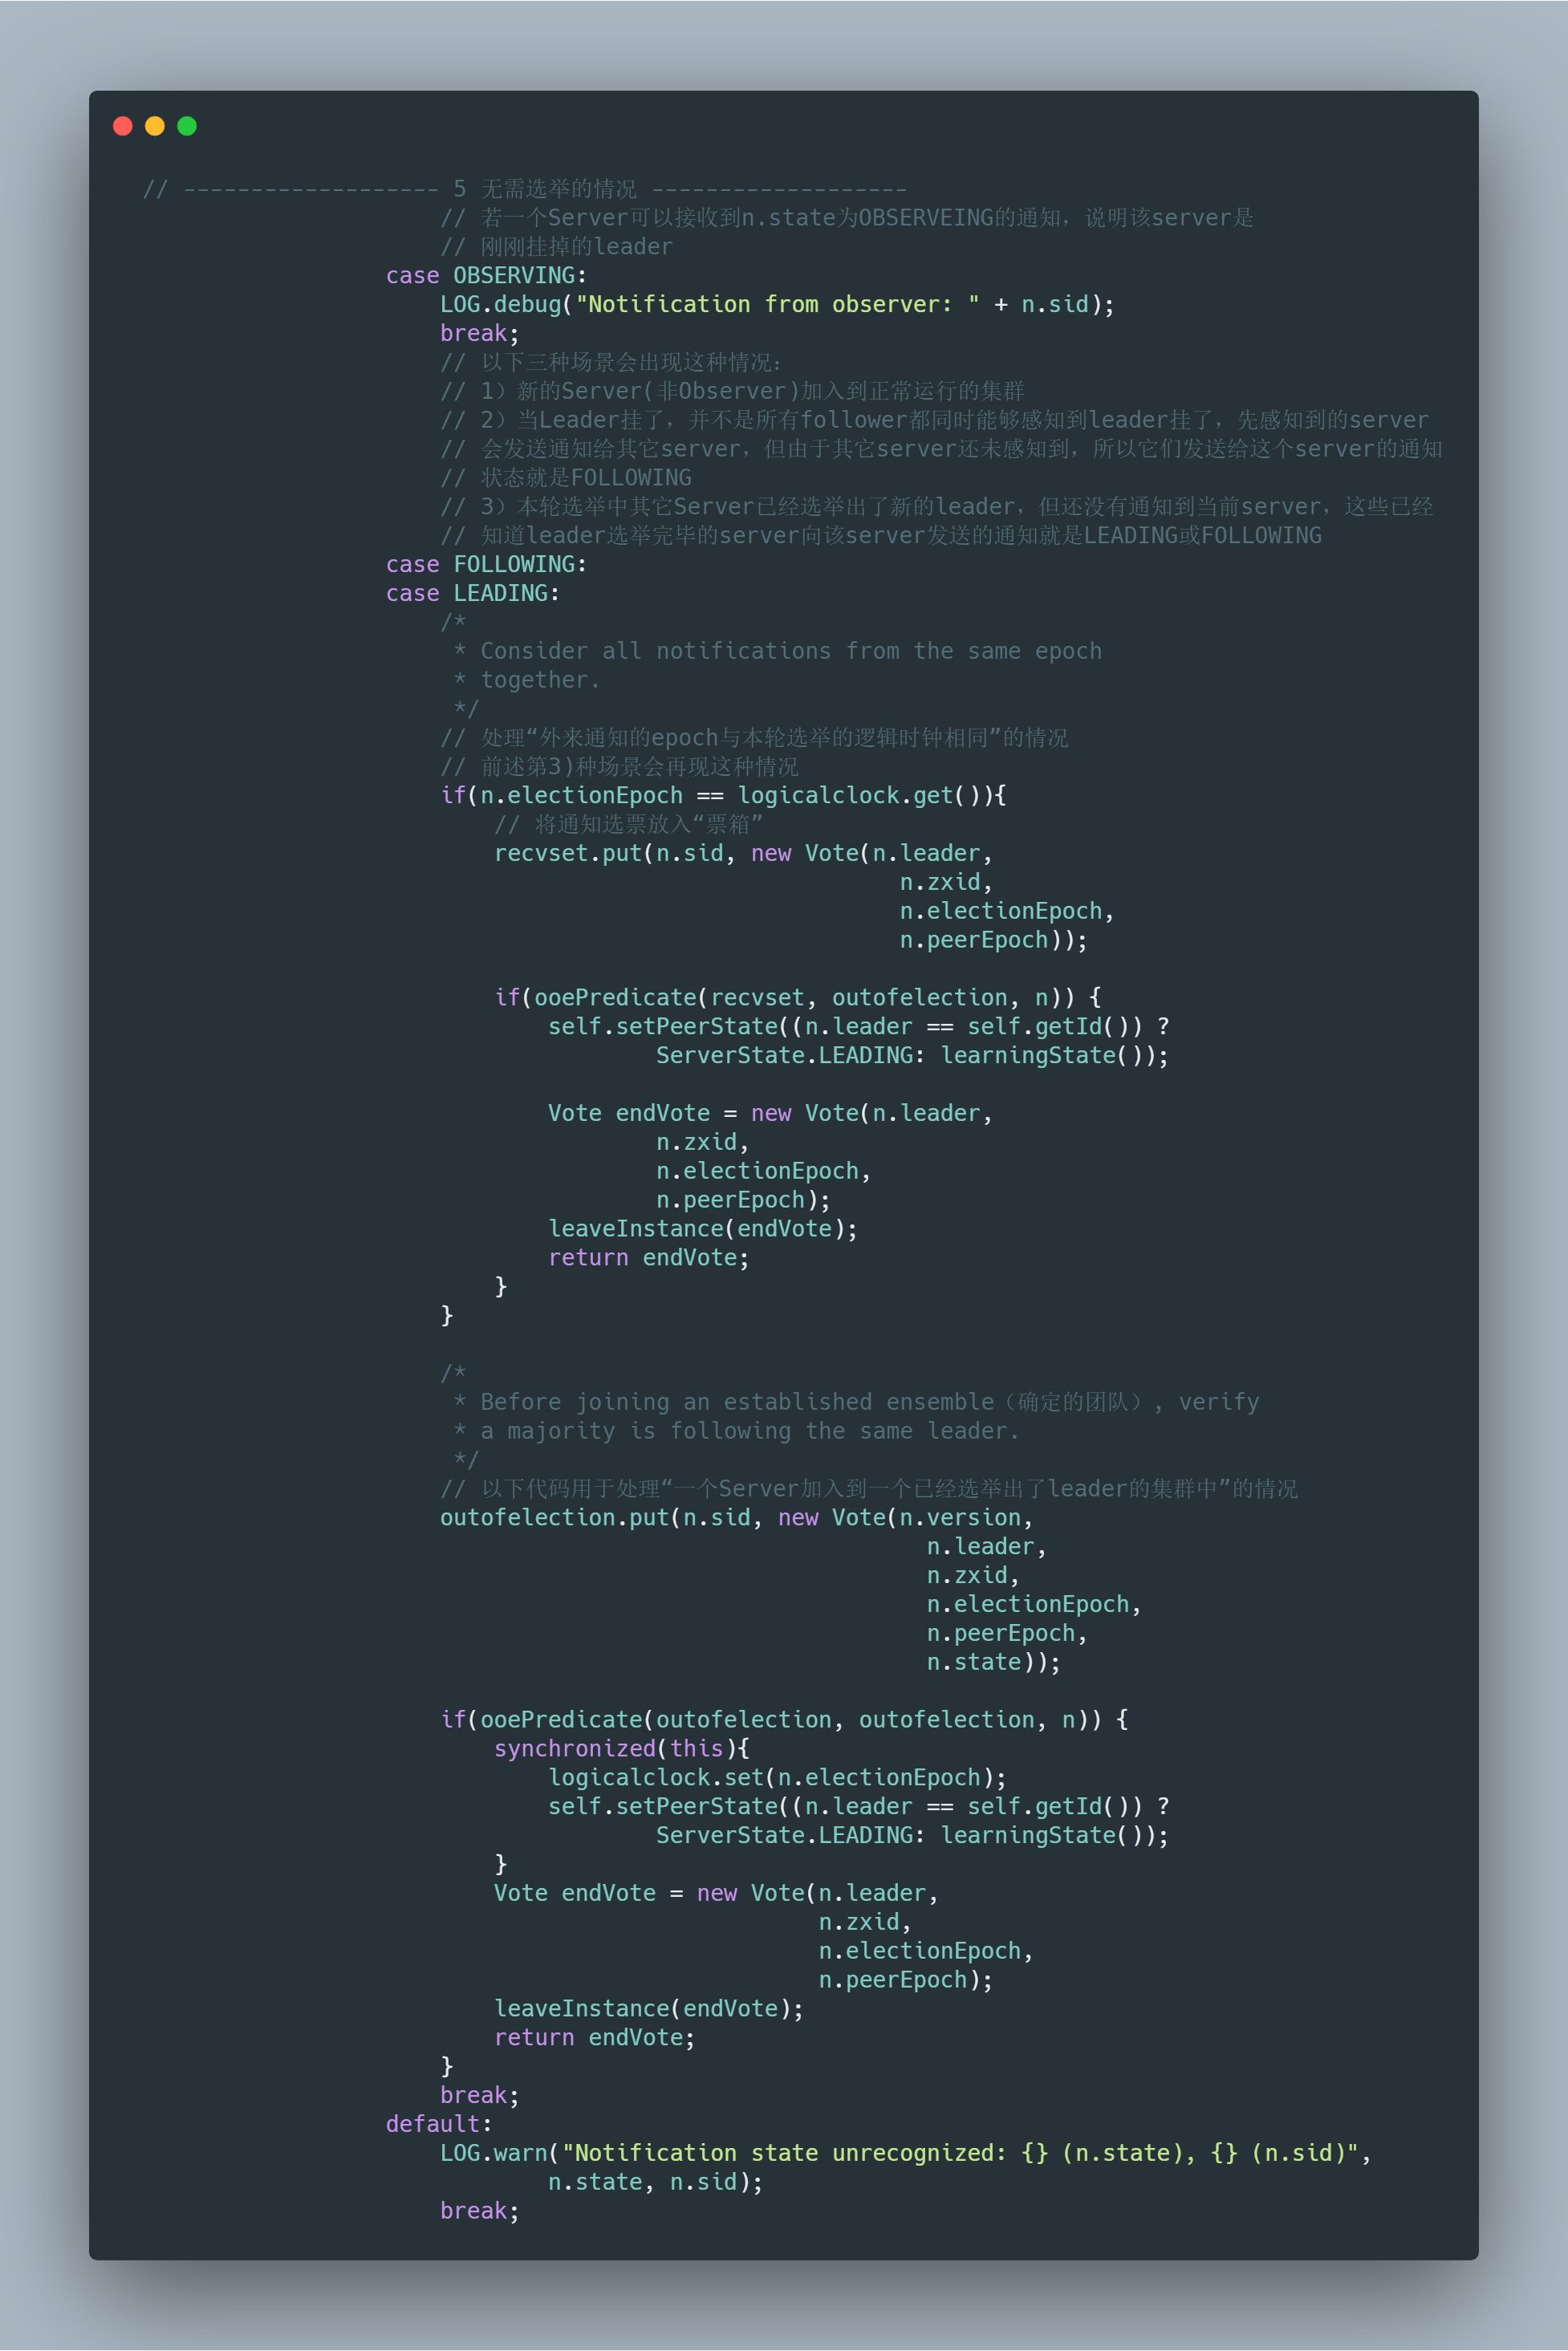 // ------------------- 5 无需选举的情况 -------------------
// 若一个Server可以接收到n.state为OBSERVEING的通知，说明该server是
// 刚刚挂掉的leader
case OBSERVING:
LOG.debug("Notification from observer: " + n.sid);
break;
// 以下三种场景会出现这种情况：
// 1）新的Server(非Observer)加入到正常运行的集群
// 2）当Leader挂了，并不是所有follower都同时能够感知到leader挂了，先感知到的server
// 会发送通知给其它server，但由于其它server还未感知到，所以它们发送给这个server的通知
// 状态就是FOLLOWING
// 3）本轮选举中其它Server已经选举出了新的leader，但还没有通知到当前server，这些已经
// 知道leader选举完毕的server向该server发送的通知就是LEADING或FOLLOWING
case FOLLOWING:
case LEADING:
/*
* Consider all notifications from the same epoch
* together.
*/
// 处理“外来通知的epoch与本轮选举的逻辑时钟相同”的情况
// 前述第3)种场景会再现这种情况
if(n.electionEpoch == logicalclock.get()){
// 将通知选票放入“票箱”
recvset.put(n.sid, new Vote(n.leader,
n.zxid,
n.electionEpoch,
n.peerEpoch));
if(ooePredicate(recvset, outofelection, n)) {
self.setPeerState((n.leader == self.getId()) ?
ServerState.LEADING: learningState());
Vote endVote = new Vote(n.leader,
n.zxid,
n.electionEpoch,
n.peerEpoch);
leaveInstance(endVote);
return endVote;
}
}
/*
* Before joining an established ensemble（确定的团队）, verify
* a majority is following the same leader.
*/
// 以下代码用于处理“一个Server加入到一个已经选举出了leader的集群中”的情况
outofelection.put(n.sid, new Vote(n.version,
n.leader,
n.zxid,
n.electionEpoch,
n.peerEpoch,
n.state));
if(ooePredicate(outofelection, outofelection, n)) {
synchronized(this){
logicalclock.set(n.electionEpoch);
self.setPeerState((n.leader == self.getId()) ?
ServerState.LEADING: learningState());
}
Vote endVote = new Vote(n.leader,
n.zxid,
n.electionEpoch,
n.peerEpoch);
leaveInstance(endVote);
return endVote;
}
break;
default:
LOG.warn("Notification state unrecognized: {} (n.state), {} (n.sid)",
n.state, n.sid);
break;